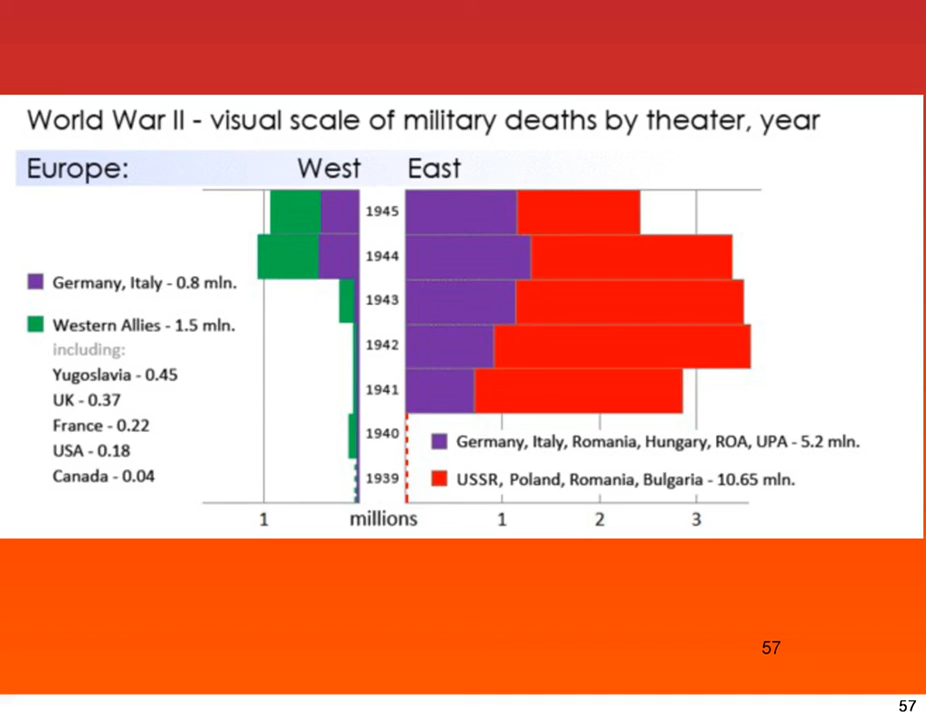 World War II - visual scale of military deaths by theater, year
Europe: West East
1945
1944
Germany, Italy - 0.8 mln.
1943
Western Allies - 1.5 mln.
including:
1942
Yugoslavia - 0.45
1941
UK - 0.37
France - 0.22
1940
Germany, Italy, Romania, Hungary, ROA, UPA - 5.2 mln.
USA - 0.18
Canada - 0.04
1939
USSR, Poland, Romania, Bulgaria - 10.65 mln.
1 millions 1 2 3
57
57